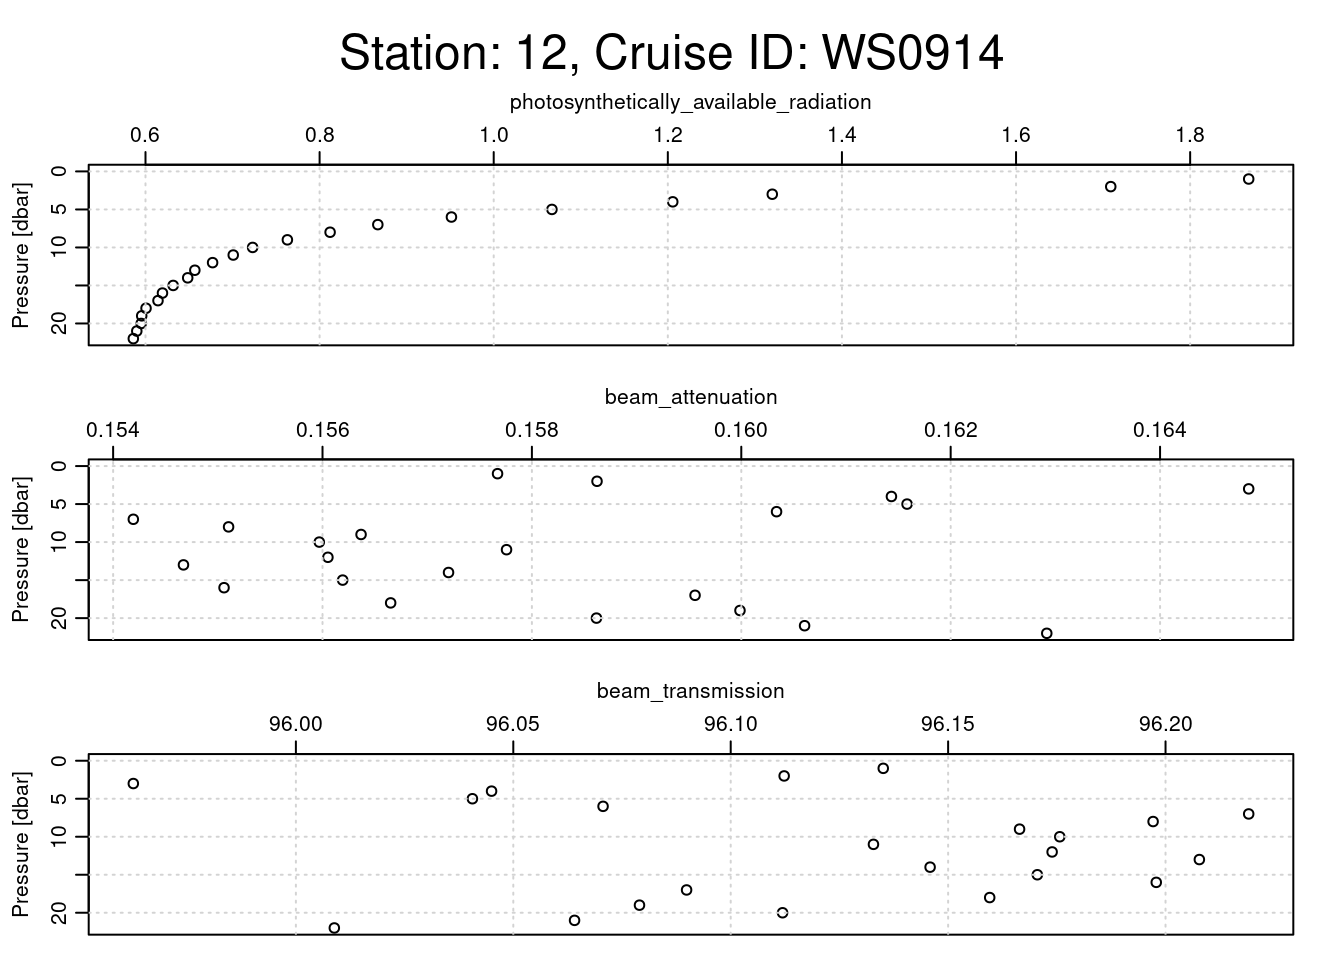 Station: 12, Cruise ID: WS0914
photosynthetically_available_radiation
0.6 0.8 1.0 1.2 1.4 1.6 1.8
Pressure [dbar]
0
5
10
20
beam_attenuation
0.154 0.156 0.158 0.160 0.162 0.164
Pressure [dbar]
0
5
10
20
beam_transmission
96.00 96.05 96.10 96.15 96.20
Pressure [dbar]
0
5
10
20